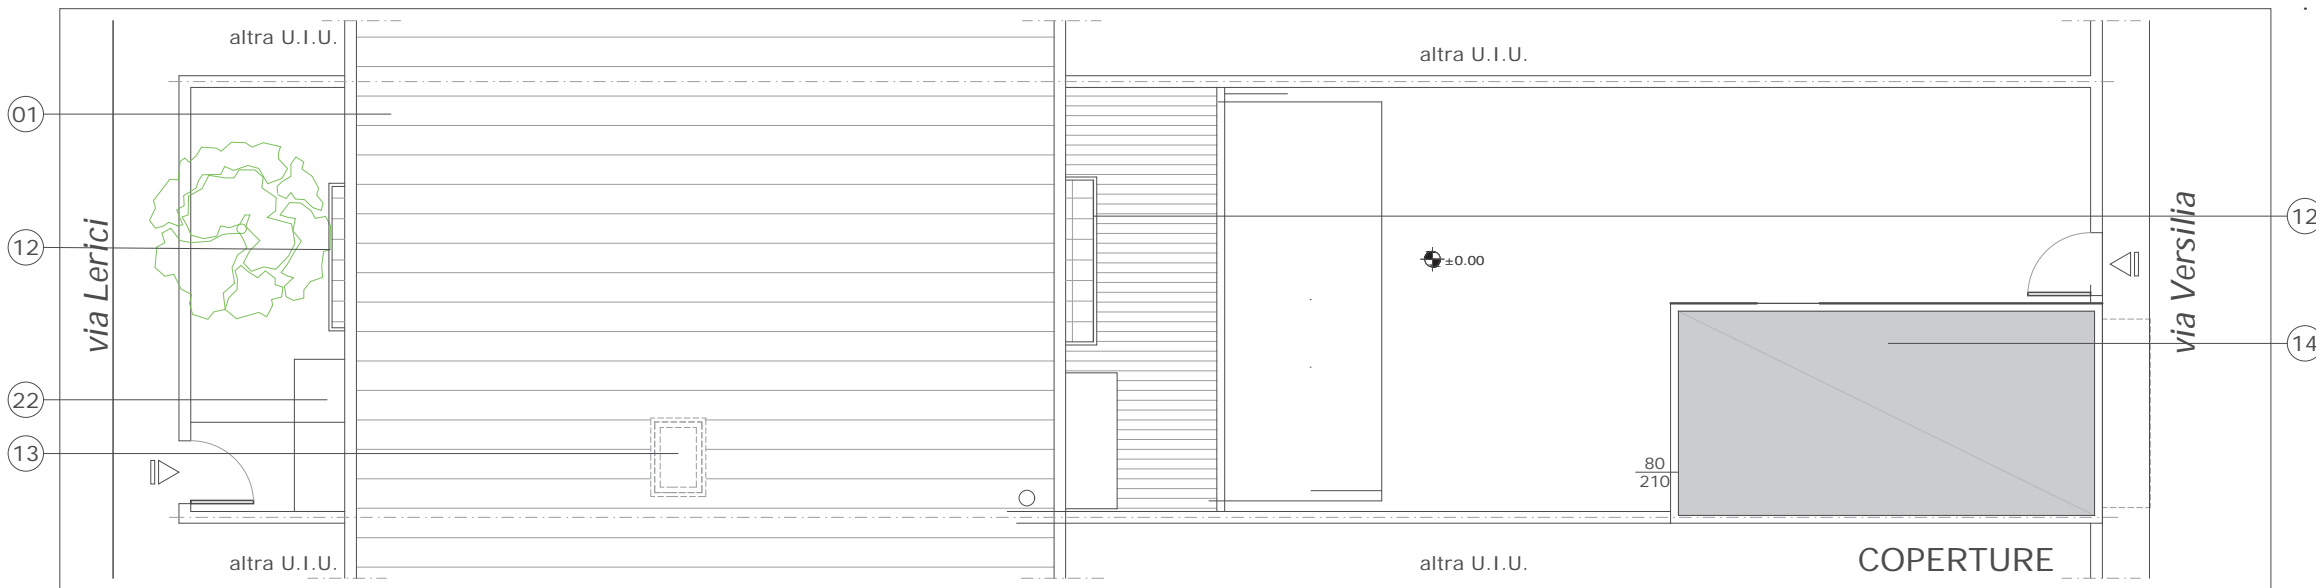 altra U.I.U.
altra U.I.U.
01
12
12
±0.00
via Lerici
via Versilia
14
22
13
80
210
altra U.I.U.
altra U.I.U.
COPERTURE